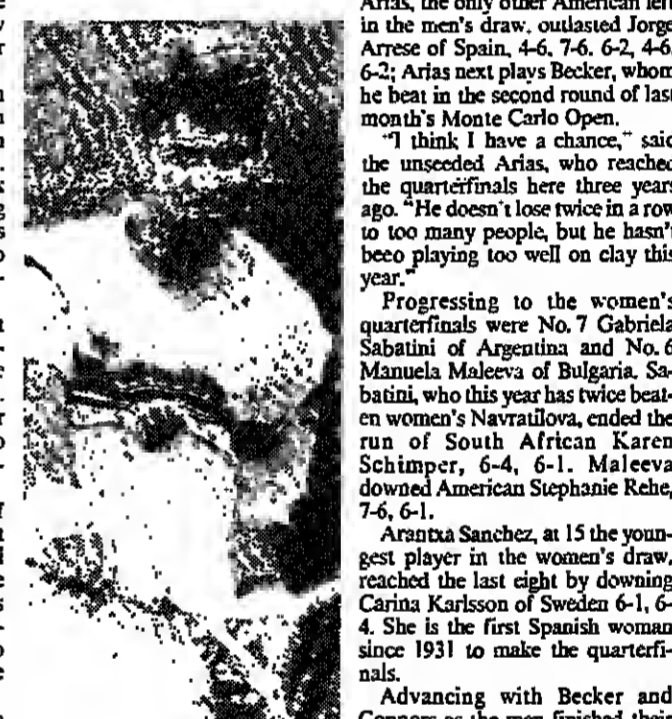 Arias, the only other American left
in the men's draw, outlasted Jorge
Arrese of Spain, 4-6, 7-6, 6-2, 4-6,
6-2; Arias next plays Becker, whom
he beat in the second round of last
month's Monte Carlo Open.
"I think I have a chance," said
the unseeded Arias, who reached
the quarterfinals here three years
ago. "He doesn't lose twice in a row
to too many people, but he hasn't
beeo playing too well on clay this
year."
Progressing to the women's
quarterfinals were No. 7 Gabriela
Sabatini of Argentina and No. 6
Manuela Maleeva of Bulgaria. Sa-
batini, who this year has twice beat-
en women's Navratilova, ended the
run of South African Karen
Schimper, 6-4, 6-1. Maleeva
downed American Stephanie Rehe,
7-6, 6-1.
Arantxa Sanchez, at 15 the youn-
gest player in the women's draw,
reached the last eight by downing
Carina Karlsson of Sweden 6-1, 6-
4. She is the first Spanish woman
since 1931 to make the quarterfi-
nals.
Advancing with Becker and
Connors as the men finished their